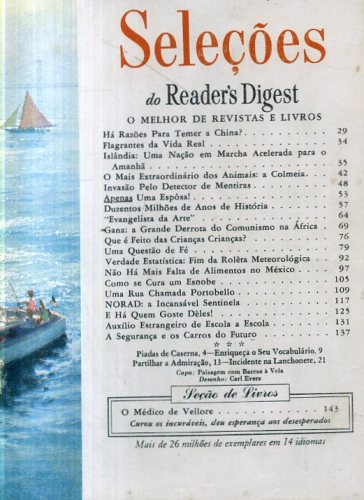 Seleções
do Reader's Digest
O MELHOR DE REVISTAS E LIVROS
Há Razões Para Temer a China? . . . . . . . . . . . 29
Flagrantes da Vida Real . . . . . . . . . . . . . . . . 34
Islândia: Uma Nação em Marcha Acelerada para o
Amanhã . . . . . . . . . . . . . . . . . . . . . . . 35
O Mais Extraordinário dos Animais: a Colmeia. . 42
Invasão Pelo Detector de Mentiras . . . . . . . . . 48
Apenas Uma Espôsa! . . . . . . . . . . . . . . . . . 53
Duzentos Milhões de Anos de História . . . . . . . 57
"Evangelista da Arte" . . . . . . . . . . . . . . . . 64
Gana: a Grande Derrota do Comunismo na África 69
Que é Feito das Crianças Crianças? . . . . . . . . . 76
Uma Questão de Fé . . . . . . . . . . . . . . . . . 79
Verdade Estatística: Fim da Rolêta Meteorológica 92
Não Há Mais Falta de Alimentos no México . . . . 97
Como se Cura um Esnobe . . . . . . . . . . . . . . 105
Uma Rua Chamada Portobello . . . . . . . . . . . . 109
NORAD: a Incansável Sentinela . . . . . . . . . . . 117
E Há Quem Goste Dêles! . . . . . . . . . . . . . . . 125
Auxílio Estrangeiro de Escola a Escola . . . . . . . 131
A Segurança e os Carros do Futuro . . . . . . . . . 137
☆ ☆ ☆
Piadas de Caserna, 4—Enriqueça o Seu Vocabulário, 9
Partilhar a Admiração, 13—Incidente na Lanchonete, 21
Capa: Paisagem com Barcos à Vela
Desenho: Carl Evers
Seção de Livros
O Médico de Vellore . . . . . . . . . . . . . . 143
Curou os incuráveis, deu esperança aos desesperados
Mais de 26 milhões de exemplares em 14 idiomas